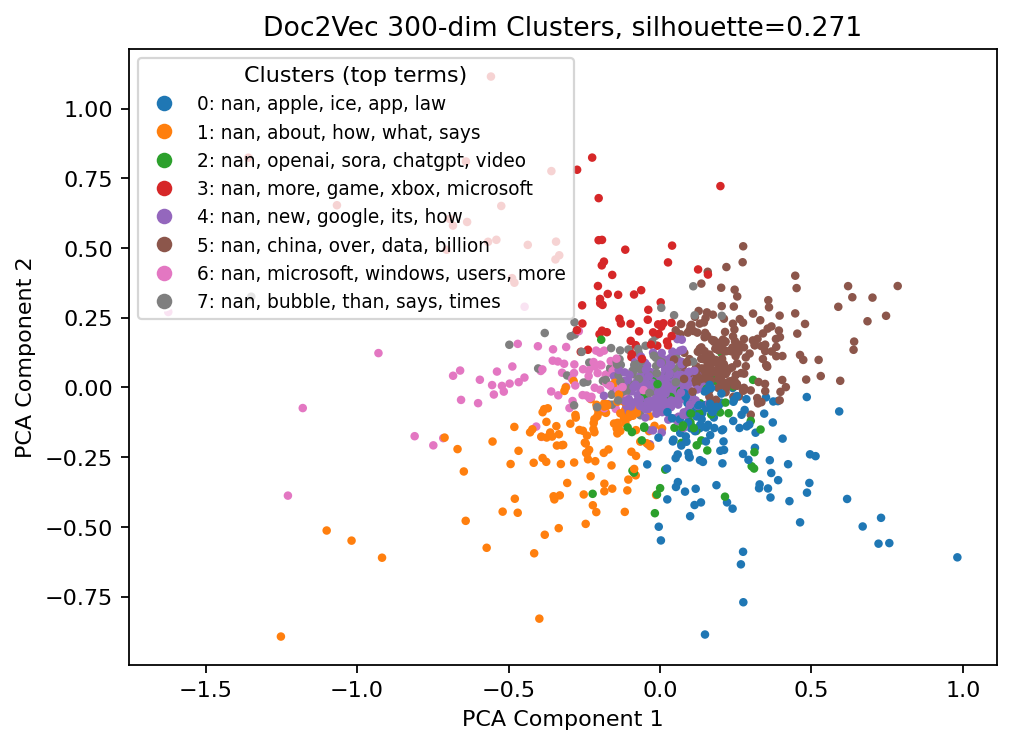 Doc2Vec 300-dim Clusters, silhouette=0.271
Clusters (top terms)
0: nan, apple, ice, app, law
1: nan, about, how, what, says
2: nan, openai, sora, chatgpt, video
3: nan, more, game, xbox, microsoft
4: nan, new, google, its, how
5: nan, china, over, data, billion
6: nan, microsoft, windows, users, more
7: nan, bubble, than, says, times
PCA Component 2
1.00
0.75
0.50
0.25
0.00
−0.25
−0.50
−0.75
−1.5 −1.0 −0.5 0.0 0.5 1.0
PCA Component 1